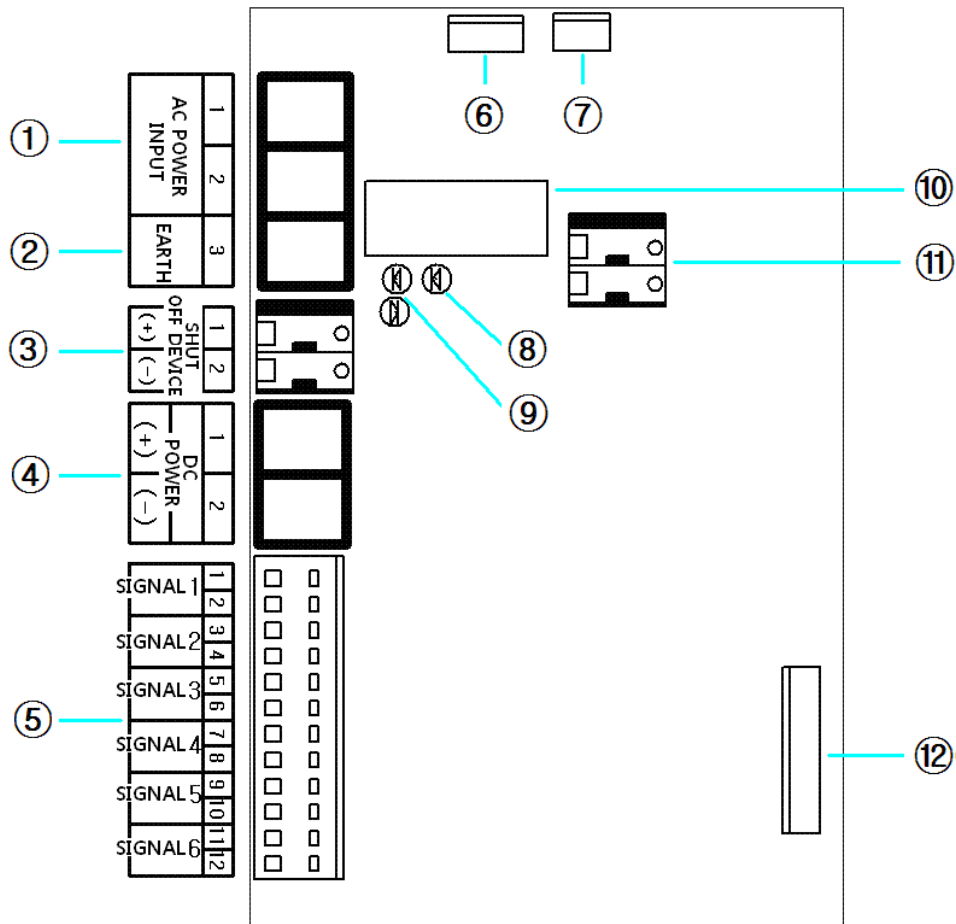 ①
AC POWER
INPUT
1
2
②
EARTH
3
③
SHUT
OFF DEVICE
(+) (-)
1
2
④
DC
POWER
(+) (-)
1
2
⑤
SIGNAL1
1
2
SIGNAL2
3
4
SIGNAL3
5
6
SIGNAL4
7
8
SIGNAL5
9
10
SIGNAL6
11
12
⑥
⑦
⑧
⑨
⑩
⑪
⑫